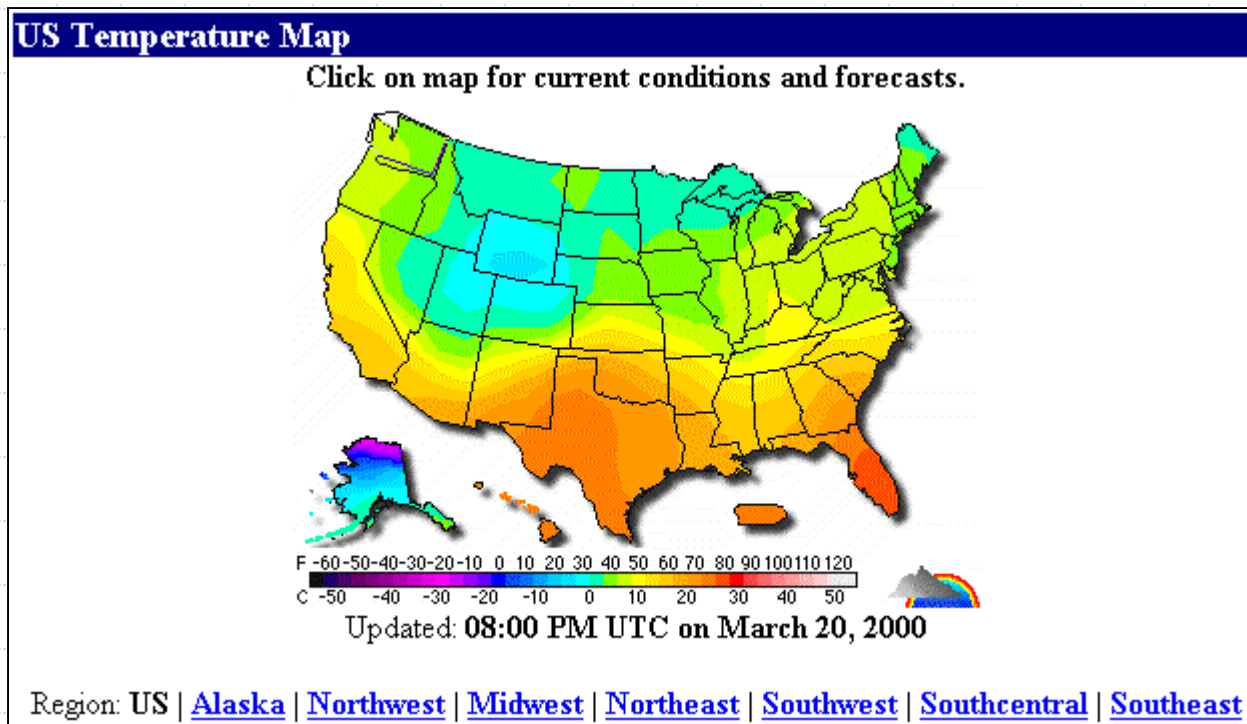 US Temperature Map
Click on map for current conditions and forecasts.
F -60 -50 -40 -30 -20 -10 0 10 20 30 40 50 60 70 80 90 100 110 120
C -50 -40 -30 -20 -10 0 10 20 30 40 50
Updated: 08:00 PM UTC on March 20, 2000
Region: US | Alaska | Northwest | Midwest | Northeast | Southwest | Southcentral | Southeast